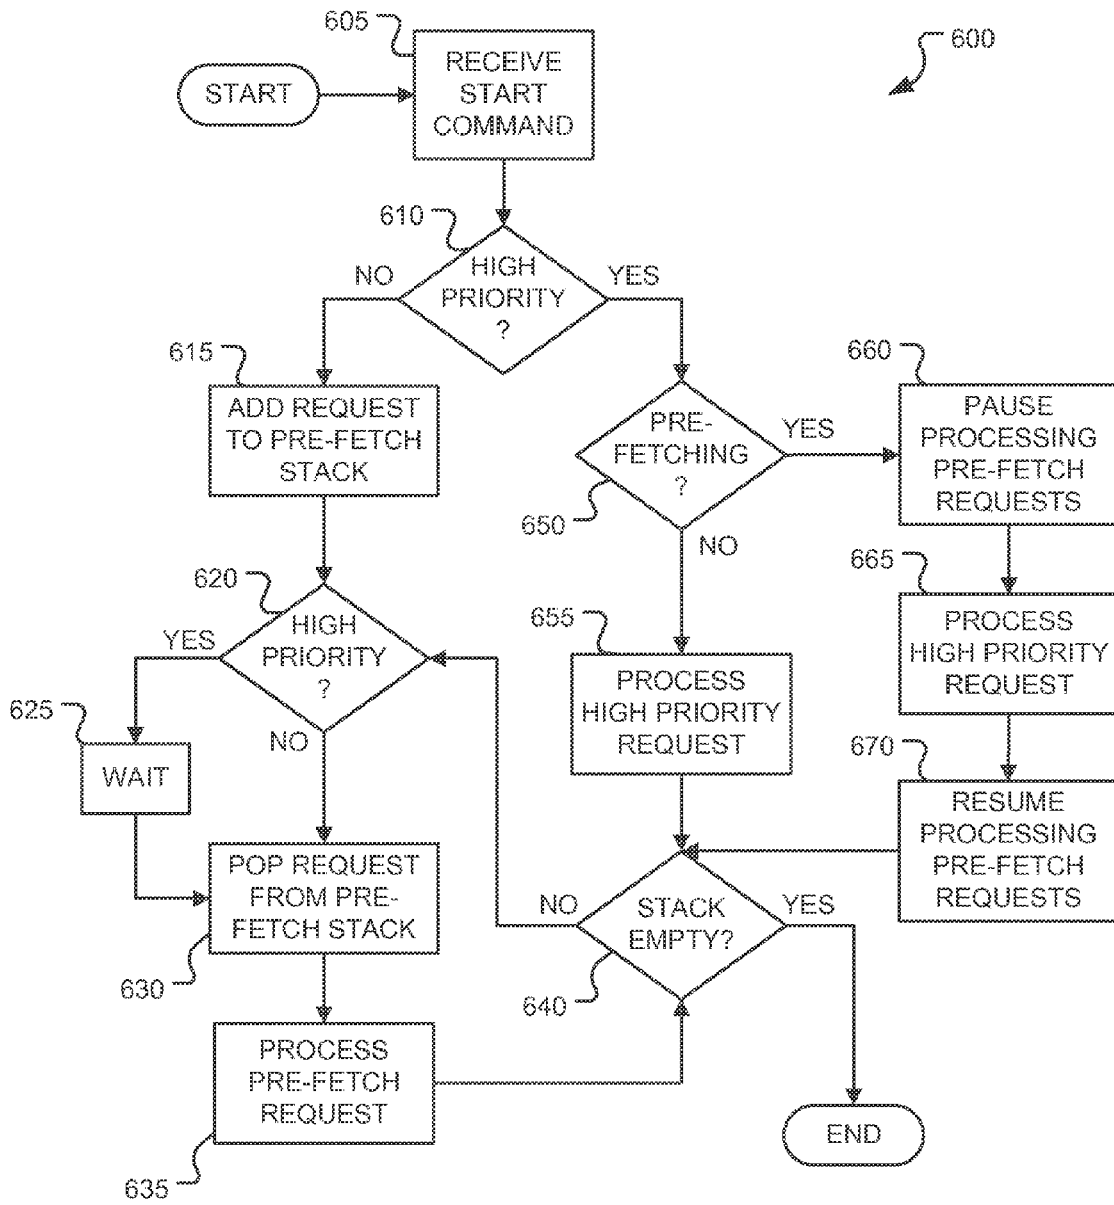 605
600
START
RECEIVE
START
COMMAND
610
NO
YES
HIGH
PRIORITY
?
615
660
ADD REQUEST
TO PRE-FETCH
STACK
PRE-
FETCHING
?
YES
PAUSE
PROCESSING
PRE-FETCH
REQUESTS
650
NO
620
665
YES
HIGH
PRIORITY
?
655
PROCESS
HIGH PRIORITY
REQUEST
PROCESS
HIGH PRIORITY
REQUEST
625
NO
670
WAIT
RESUME
PROCESSING
PRE-FETCH
REQUESTS
POP REQUEST
FROM PRE-
FETCH STACK
NO
STACK
EMPTY?
YES
630
640
PROCESS
PRE-FETCH
REQUEST
635
END